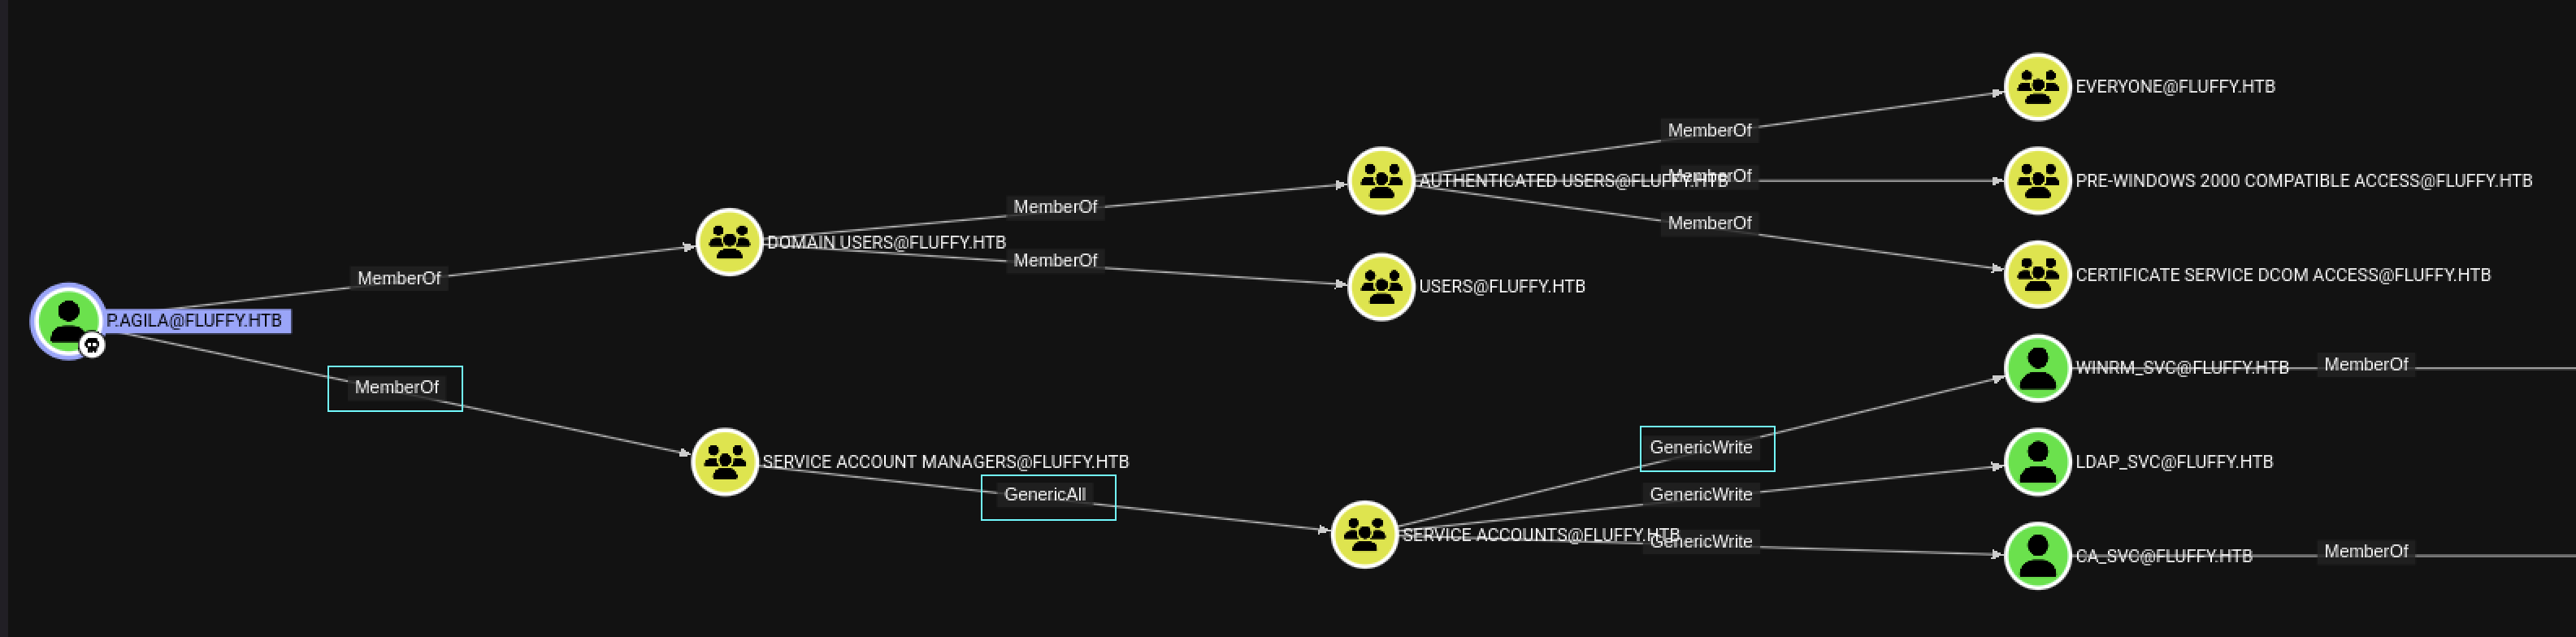 EVERYONE@FLUFFY.HTB
MemberOf
MemberOf
AUTHENTICATED USERS@FLUFFY.HTB
PRE-WINDOWS 2000 COMPATIBLE ACCESS@FLUFFY.HTB
MemberOf
MemberOf
DOMAIN USERS@FLUFFY.HTB
MemberOf
MemberOf
CERTIFICATE SERVICE DCOM ACCESS@FLUFFY.HTB
USERS@FLUFFY.HTB
P.AGILA@FLUFFY.HTB
WINRM_SVC@FLUFFY.HTB
MemberOf
MemberOf
GenericWrite
SERVICE ACCOUNT MANAGERS@FLUFFY.HTB
LDAP_SVC@FLUFFY.HTB
GenericAll
GenericWrite
SERVICE ACCOUNTS@FLUFFY.HTB
GenericWrite
CA_SVC@FLUFFY.HTB
MemberOf